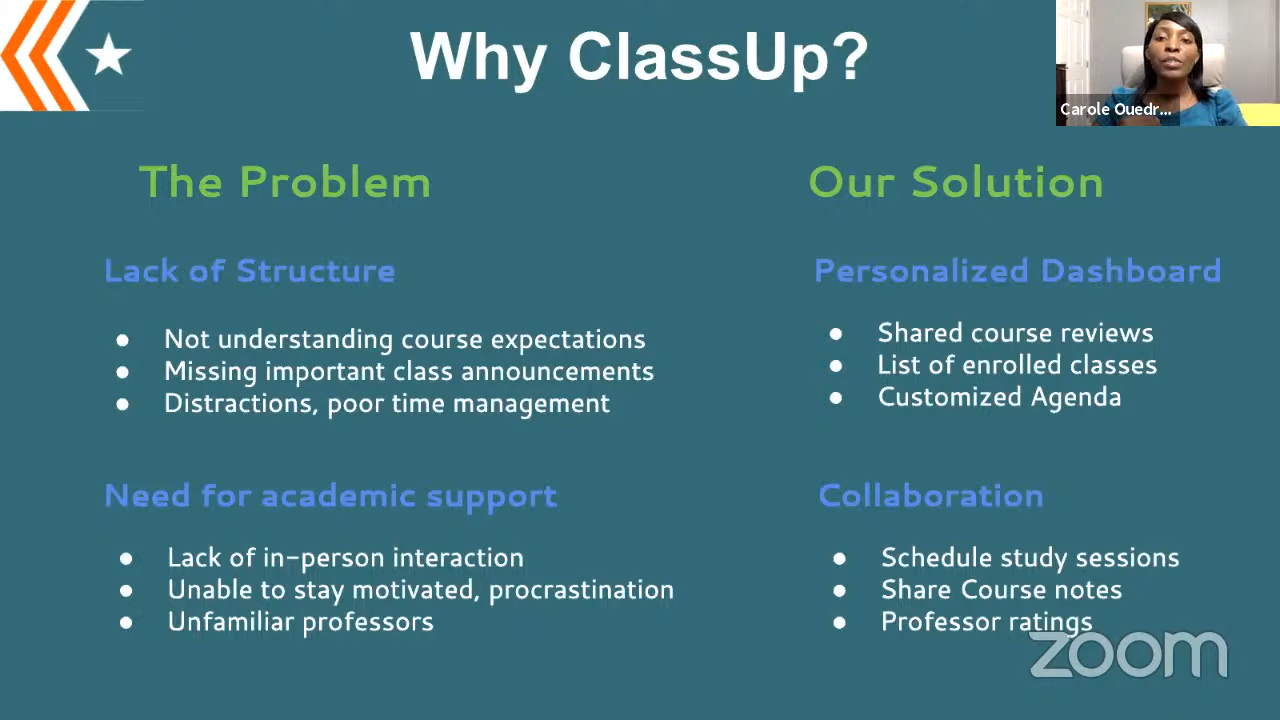 Why ClassUp?
Carole Ouedr...
The Problem
Lack of Structure
● Not understanding course expectations
● Missing important class announcements
● Distractions, poor time management
Need for academic support
● Lack of in-person interaction
● Unable to stay motivated, procrastination
● Unfamiliar professors
Our Solution
Personalized Dashboard
● Shared course reviews
● List of enrolled classes
● Customized Agenda
Collaboration
● Schedule study sessions
● Share Course notes
● Professor ratings
zoom